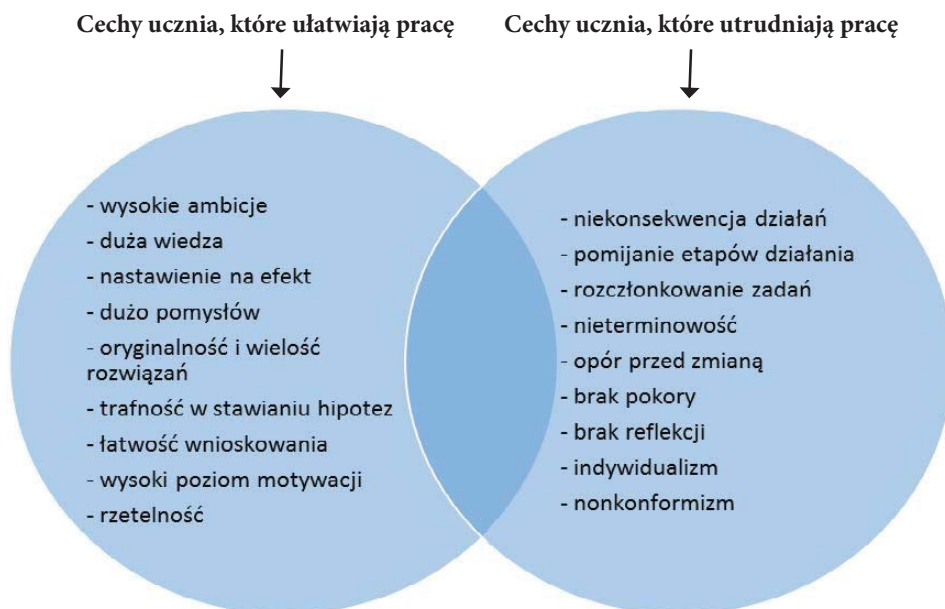 Cechy ucznia, które ułatwiają pracę
Cechy ucznia, które utrudniają pracę
- wysokie ambicje
- duża wiedza
- nastawienie na efekt
- dużo pomysłów
- oryginalność i wielość
rozwiązań
- trafność w stawianiu hipotez
- łatwość wnioskowania
- wysoki poziom motywacji
- rzetelność
- niekonsekwencja działań
- pomijanie etapów działania
- rozczłonkowanie zadań
- nieterminowość
- opór przed zmianą
- brak pokory
- brak refleksji
- indywidualizm
- nonkonformizm